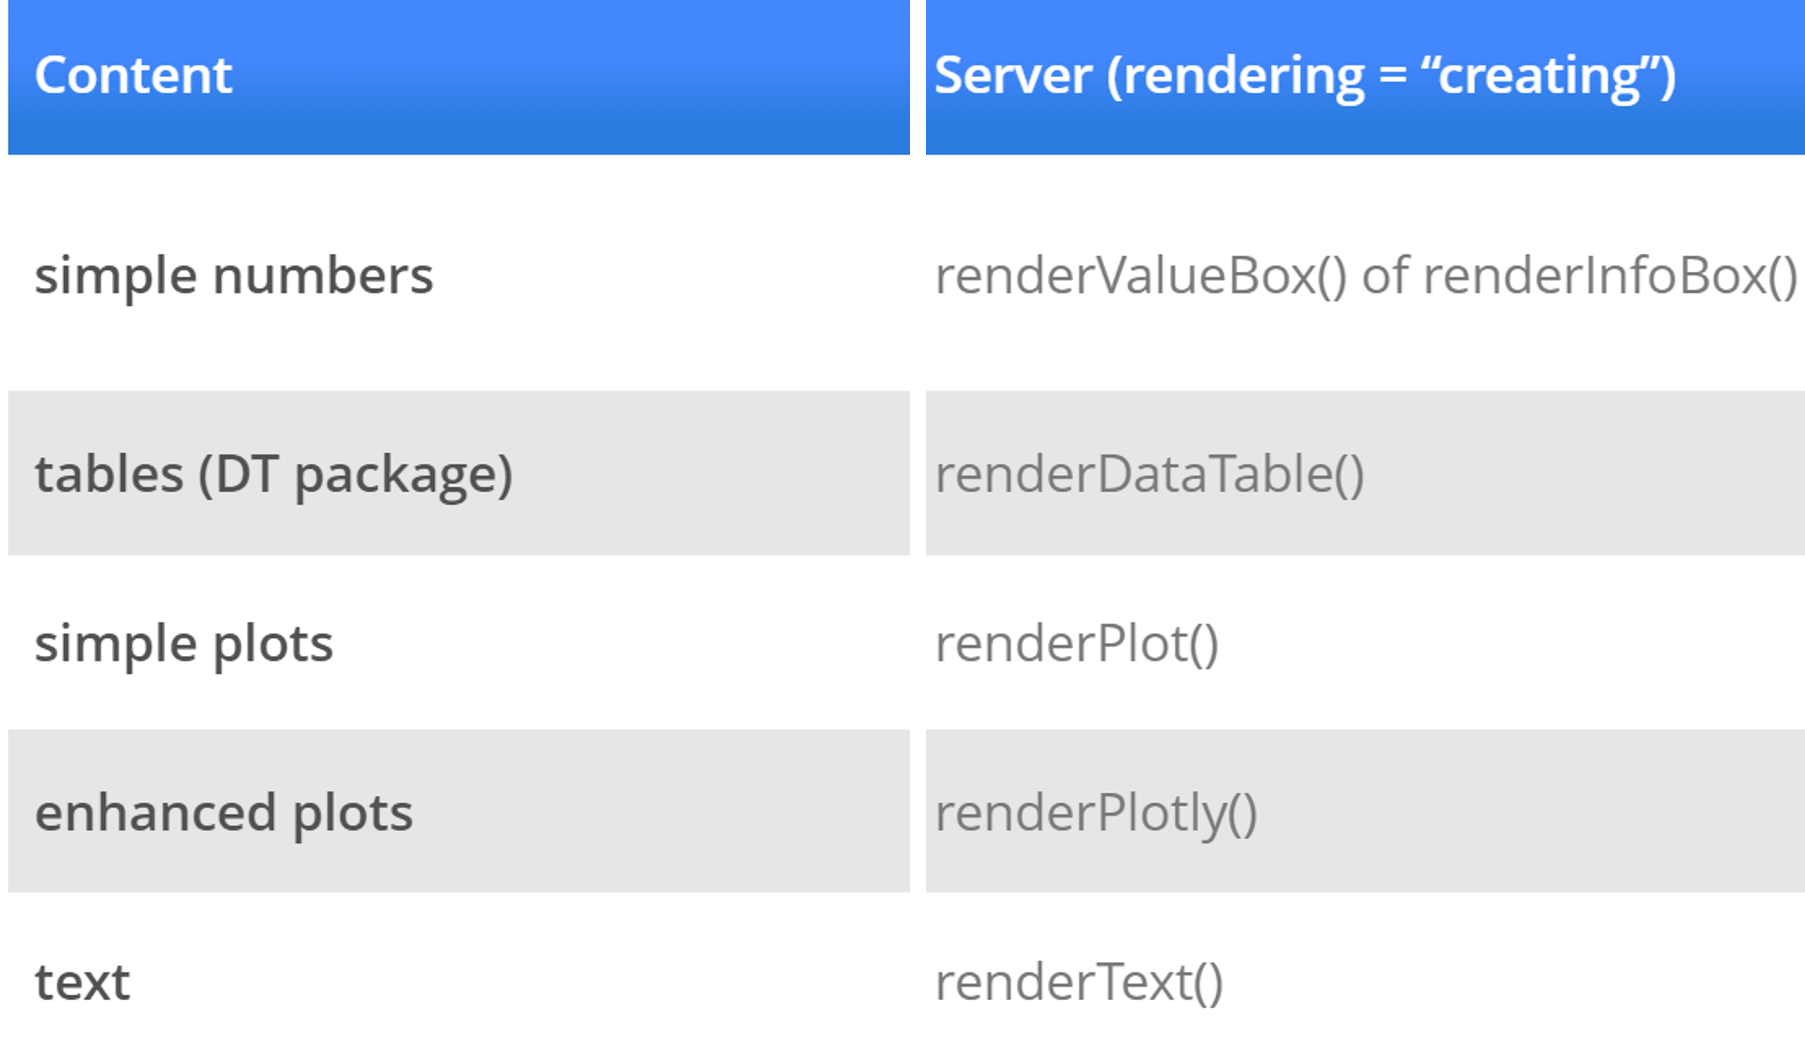 Content
Server (rendering = “creating”)
simple numbers
renderValueBox() of renderInfoBox()
tables (DT package)
renderDataTable()
simple plots
renderPlot()
enhanced plots
renderPlotly()
text
renderText()